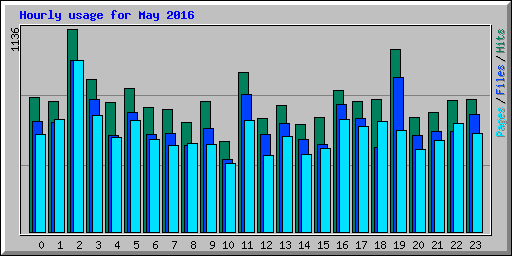 Hourly usage for May 2016
1136
Pages/Files/Hits
0 1 2 3 4 5 6 7 8 9 10 11 12 13 14 15 16 17 18 19 20 21 22 23